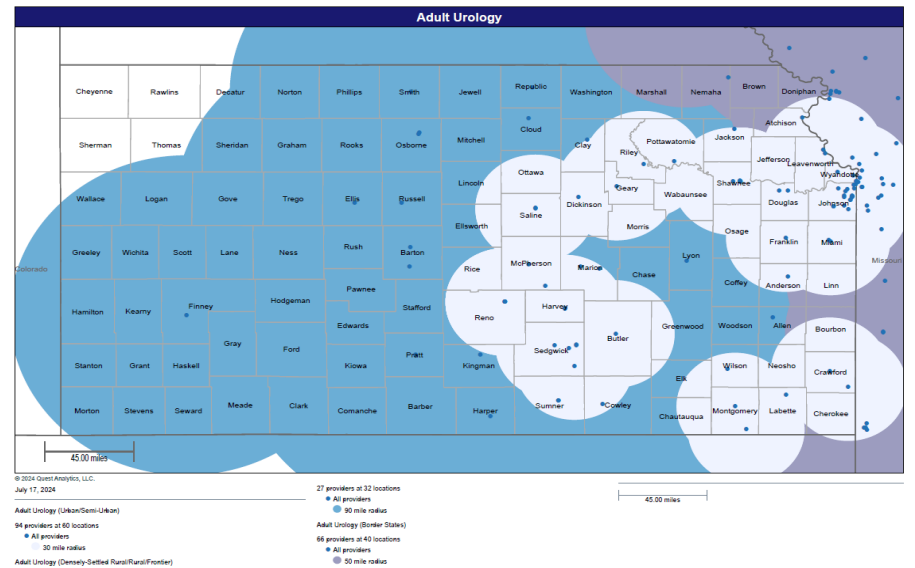 Adult Urology
Cheyenne Rawlins Decatur Norton Phillips Smith Jewell Republic Washington Marshall Nemaha Brown Doniphan
Sherman Thomas Sheridan Graham Rooks Osborne Mitchell Cloud Clay Riley Pottawatomie Jackson Atchison
Jefferson Leavenworth
Wyandotte
Wallace Logan Gove Trego Ellis Russell Lincoln Ottawa Dickinson Geary Wabaunsee Shawnee Douglas Johnson
Saline Morris Osage
Ellsworth
Greeley Wichita Scott Lane Ness Rush Barton Rice McPherson Marion Chase Lyon Franklin Miami
Colorado
Missouri
Pawnee Coffey Anderson Linn
Hamilton Kearny Finney Hodgeman Stafford Reno Harvey
Edwards Butler Greenwood Woodson Allen Bourbon
Gray Ford Sedgwick
Stanton Grant Haskell Kiowa Pratt Kingman Elk Wilson Neosho Crawford
Morton Stevens Seward Meade Clark Comanche Barber Harper Sumner Cowley Chautauqua Montgomery Labette Cherokee
45.00 miles
© 2024 Quest Analytics, LLC.
July 17, 2024
Adult Urology (Urban/Semi-Urban)
94 providers at 60 locations
All providers
30 mile radius
Adult Urology (Densely-Settled Rural/Rural/Frontier)
27 providers at 32 locations
All providers
90 mile radius
Adult Urology (Border States)
66 providers at 40 locations
All providers
50 mile radius
45.00 miles